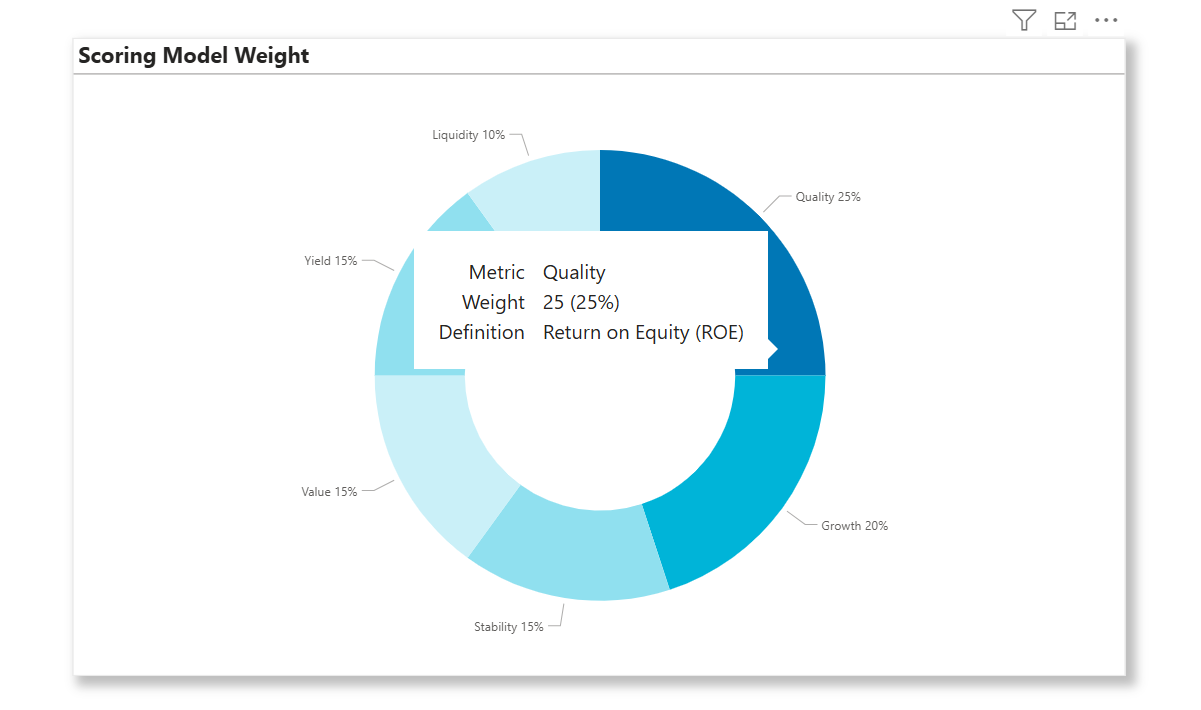 Scoring Model Weight
Liquidity 10%
Quality 25%
Yield 15%
Metric Quality
Weight 25 (25%)
Definition Return on Equity (ROE)
Value 15%
Growth 20%
Stability 15%